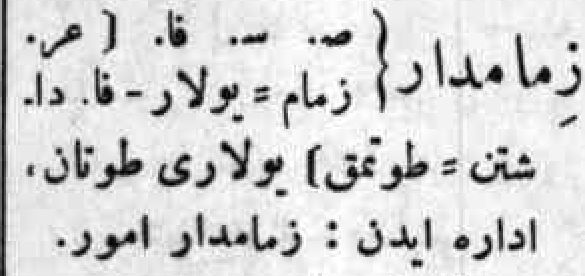 زِمامدار { ص. س. فا. [ عر.
زمام = یولار - فا. دا.
شتن = طوتمق] یولاری طوتان،
اداره ایدن : زمامدار امور.